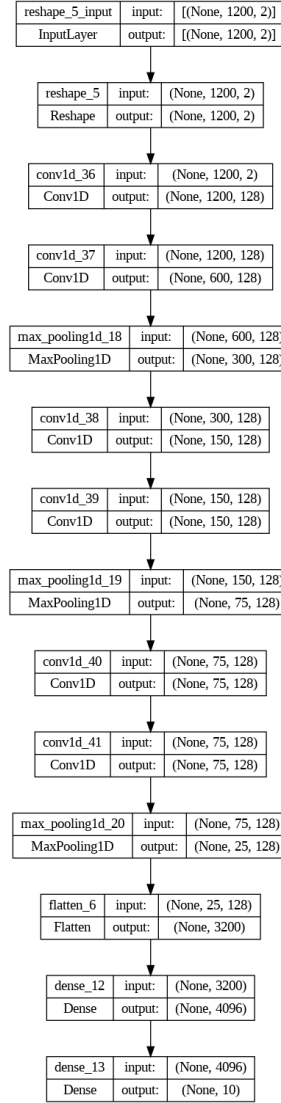 reshape_5_input input: [(None, 1200, 2)]
InputLayer output: [(None, 1200, 2)]
reshape_5 input: (None, 1200, 2)
Reshape output: (None, 1200, 2)
conv1d_36 input: (None, 1200, 2)
Conv1D output: (None, 1200, 128)
conv1d_37 input: (None, 1200, 128)
Conv1D output: (None, 600, 128)
max_pooling1d_18 input: (None, 600, 128)
MaxPooling1D output: (None, 300, 128)
conv1d_38 input: (None, 300, 128)
Conv1D output: (None, 150, 128)
conv1d_39 input: (None, 150, 128)
Conv1D output: (None, 150, 128)
max_pooling1d_19 input: (None, 150, 128)
MaxPooling1D output: (None, 75, 128)
conv1d_40 input: (None, 75, 128)
Conv1D output: (None, 75, 128)
conv1d_41 input: (None, 75, 128)
Conv1D output: (None, 75, 128)
max_pooling1d_20 input: (None, 75, 128)
MaxPooling1D output: (None, 25, 128)
flatten_6 input: (None, 25, 128)
Flatten output: (None, 3200)
dense_12 input: (None, 3200)
Dense output: (None, 4096)
dense_13 input: (None, 4096)
Dense output: (None, 10)